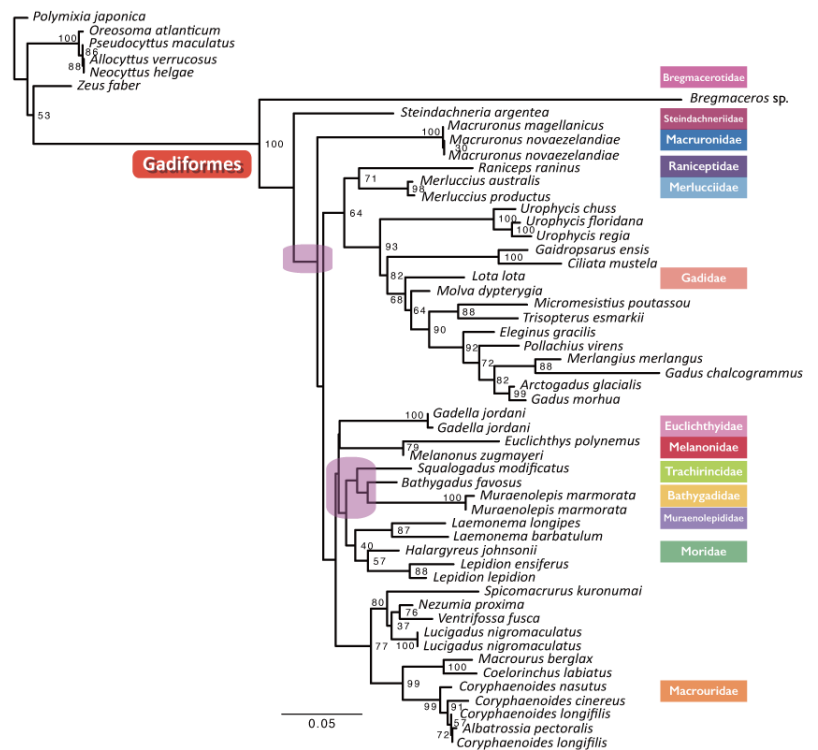 Polymixia japonica
Oreosoma atlanticum
100
Pseudocyttus maculatus
86
Allocyttus verrucosus
88
Neocyttus helgae
Zeus faber
Bregmacerotidae
Bregmaceros sp.
53
Steindachneria argentea
Steindachneriidae
Macruronus magellanicus
100
Macruronus novaezelandiae
Macruronidae
100
30
Macruronus novaezelandiae
Gadiformes
Raniceps raninus
Raniceptidae
71
Merluccius australis
98
Merlucciidae
Merluccius productus
64
Urophycis chuss
100
Urophycis floridana
100
Urophycis regia
93
Gaidropsarus ensis
100
Ciliata mustela
82
Lota lota
Gadidae
Molva dypterygia
68
64
Micromesistius poutassou
88
Trisopterus esmarkii
90
Eleginus gracilis
92
Pollachius virens
72
Merlangius merlangus
88
Gadus chalcogrammus
82
Arctogadus glacialis
99
Gadus morhua
Gadella jordani
100
Gadella jordani
Euclichthyidae
Euclichthys polynemus
79
Melanonidae
Melanonus zugmayeri
Squalogadus modificatus
Trachirincidae
Bathygadus favosus
Muraenolepis marmorata
100
Bathygadidae
Muraenolepis marmorata
Muraenolepididae
Laemonema longipes
87
Laemonema barbatulum
40
Halargyreus johnsonii
Moridae
57
Lepidion ensiferus
88
Lepidion lepidion
Spicomacrurus kuronumai
80
Nezumia proxima
76
Ventrifossa fusca
37
Lucigadus nigromaculatus
77
100
Lucigadus nigromaculatus
Macrourus berglax
100
Coelorinchus labiatus
99
Coryphaenoides nasutus
Macrouridae
Coryphaenoides cinereus
99
91
Coryphaenoides longifilis
57
Albatrossia pectoralis
72
Coryphaenoides longifilis
0.05